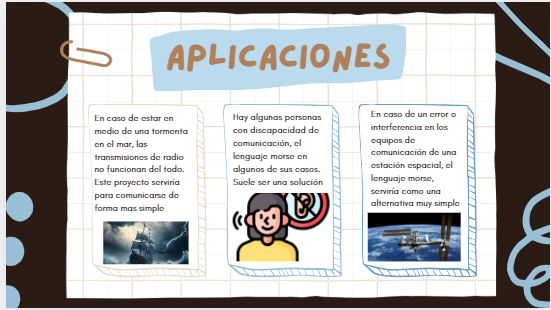 APLICACIONES
En caso de estar en
medio de una tormenta
en el mar, las
transmisiones de radio
no funcionan del todo.
Este proyecto serviría
para comunicarse de
forma mas simple
Hay algunas personas
con discapacidad de
comunicación, el
lenguaje morse en
algunos de sus casos.
Suele ser una solución
En caso de un error o
interferencia en los
equipos de
comunicación de una
estación espacial, el
lenguaje morse,
serviría como una
alternativa muy simple